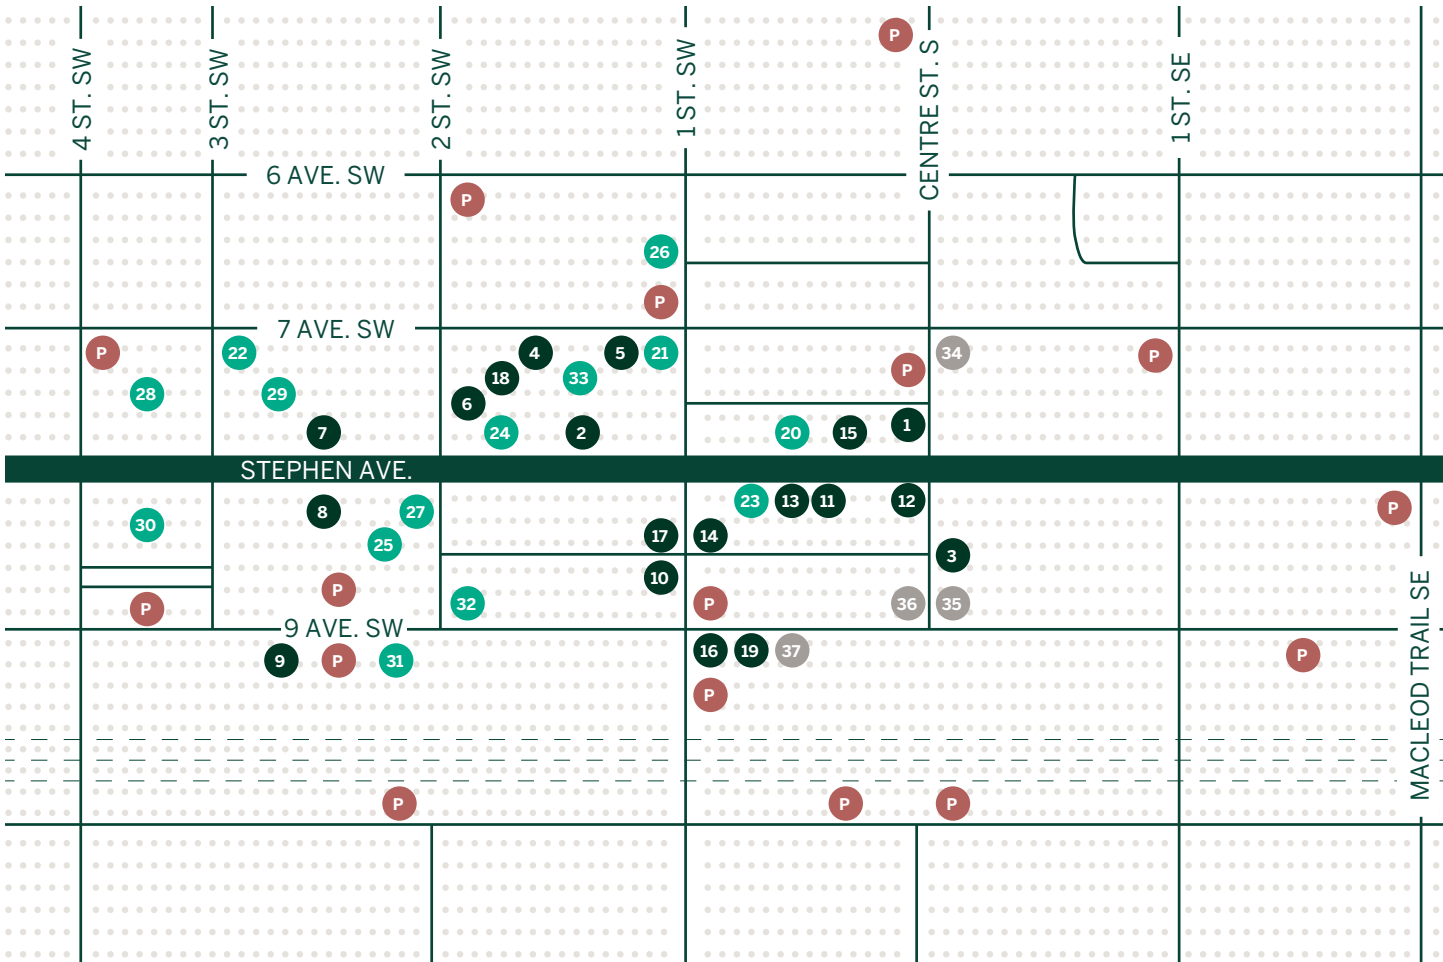 4 ST. SW
3 ST. SW
2 ST. SW
1 ST. SW
CENTRE ST. S
1 ST. SE
P
6 AVE. SW
P
26
P
7 AVE. SW
P
22
4
5
21
34
P
P
18
33
28
29
6
7
24
2
20
15
1
STEPHEN AVE.
23
13
11
12
P
8
27
30
17
14
25
3
10
P
P
32
P
36
35
9 AVE. SW
16
19
37
P
9
P
31
P
MACLEOD TRAIL SE
P
P
P